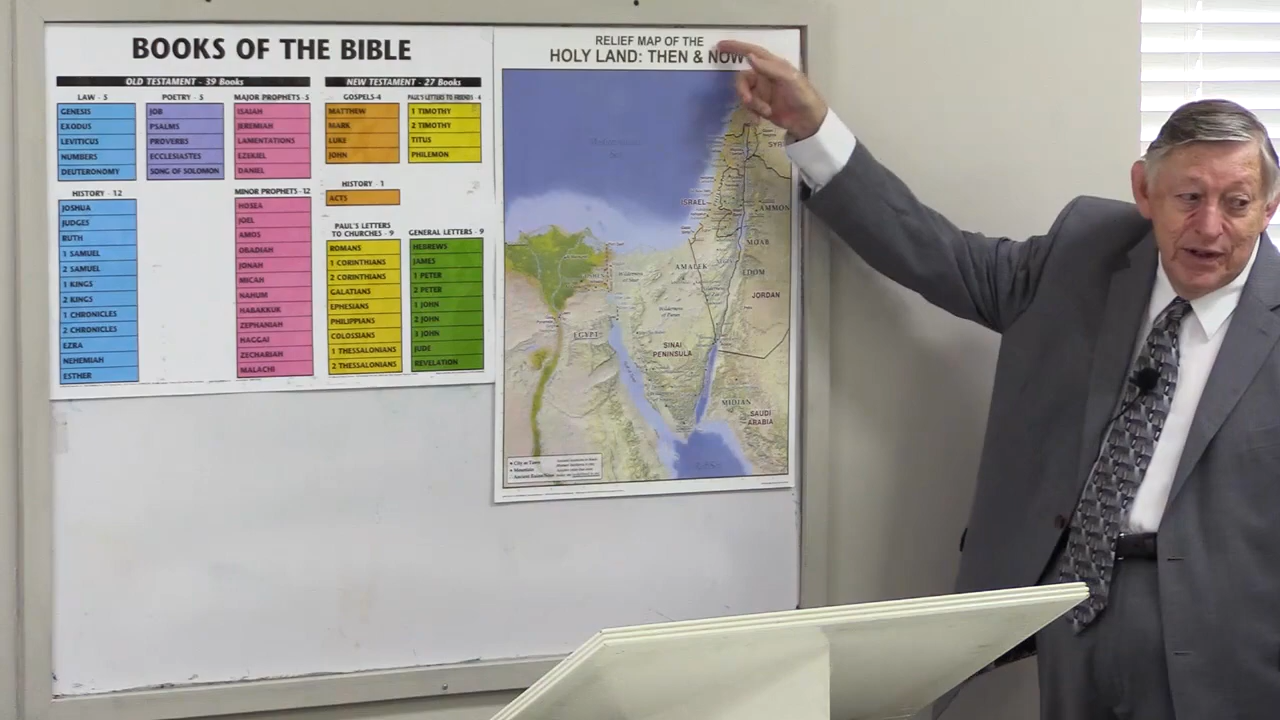 BOOKS OF THE BIBLE
OLD TESTAMENT - 39 Books
LAW - 5
GENESIS
EXODUS
LEVITICUS
NUMBERS
DEUTERONOMY
HISTORY - 12
JOSHUA
JUDGES
RUTH
1 SAMUEL
2 SAMUEL
1 KINGS
2 KINGS
1 CHRONICLES
2 CHRONICLES
EZRA
NEHEMIAH
ESTHER
POETRY - 5
JOB
PSALMS
PROVERBS
ECCLESIASTES
SONG OF SOLOMON
MAJOR PROPHETS - 5
ISAIAH
JEREMIAH
LAMENTATIONS
EZEKIEL
DANIEL
MINOR PROPHETS - 12
HOSEA
JOEL
AMOS
OBADIAH
JONAH
MICAH
NAHUM
HABAKKUK
ZEPHANIAH
HAGGAI
ZECHARIAH
MALACHI
NEW TESTAMENT - 27 Books
GOSPELS-4
MATTHEW
MARK
LUKE
JOHN
HISTORY - 1
ACTS
PAUL'S LETTERS
TO CHURCHES - 9
ROMANS
1 CORINTHIANS
2 CORINTHIANS
GALATIANS
EPHESIANS
PHILIPPIANS
COLOSSIANS
1 THESSALONIANS
2 THESSALONIANS
PAUL'S LETTERS TO FRIENDS - 4
1 TIMOTHY
2 TIMOTHY
TITUS
PHILEMON
GENERAL LETTERS - 9
HEBREWS
JAMES
1 PETER
2 PETER
1 JOHN
2 JOHN
3 JOHN
JUDE
REVELATION
RELIEF MAP OF THE
HOLY LAND: THEN & NOW
ISRAEL
AMMON
MOAB
AMALEK
EDOM
JORDAN
EGYPT
SINAI
PENINSULA
MIDIAN
SAUDI
ARABIA
City or Town
Mountain